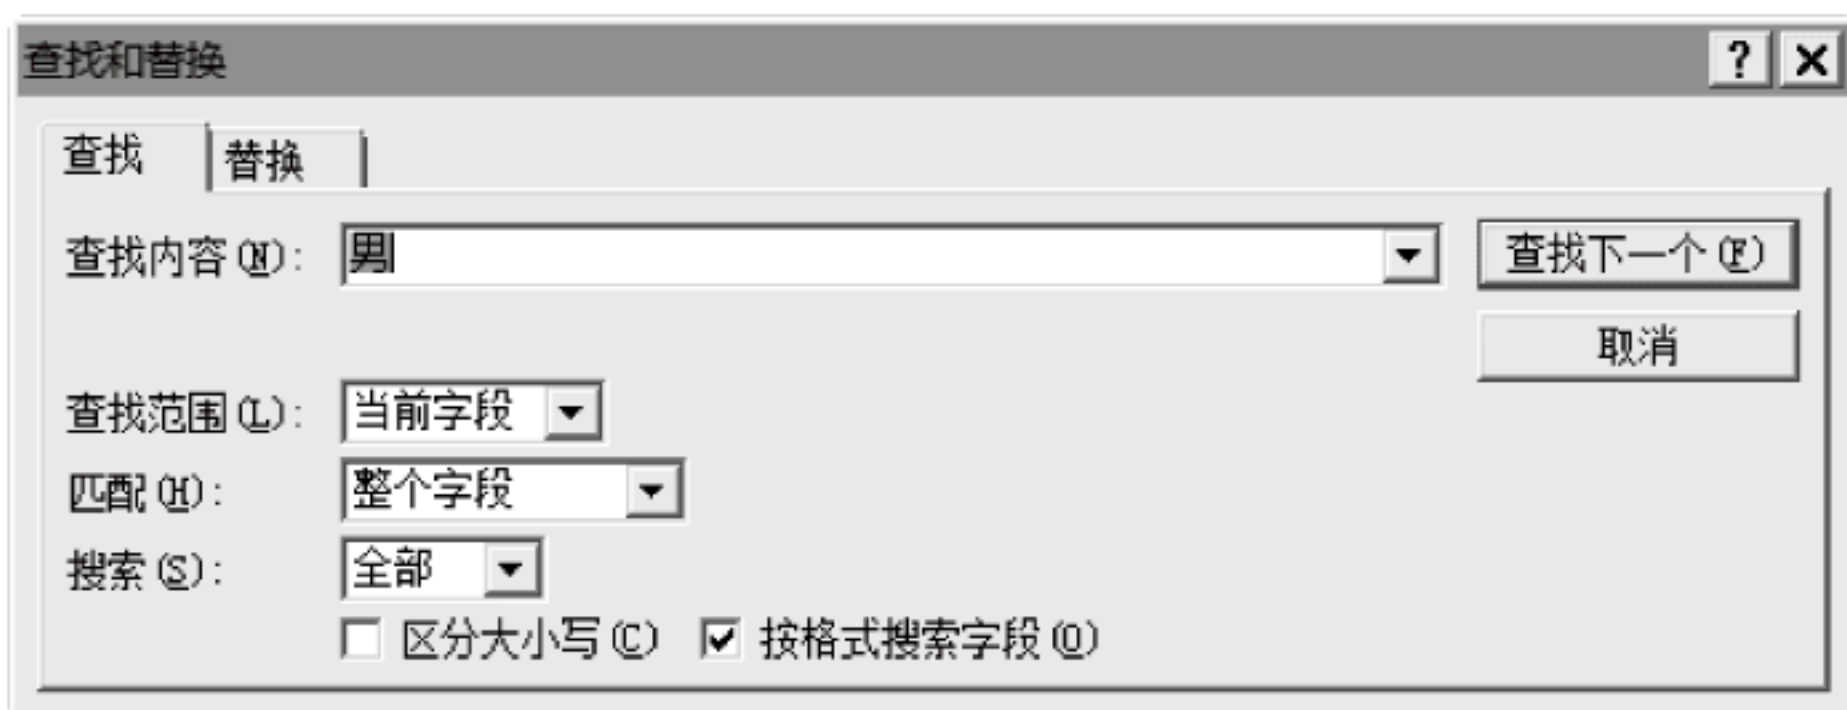 查找和替换
查找 替换
查找内容(N): 男 查找下一个(F)
取消
查找范围(L): 当前字段
匹配(H): 整个字段
搜索(S): 全部
区分大小写(C) 按格式搜索字段(O)